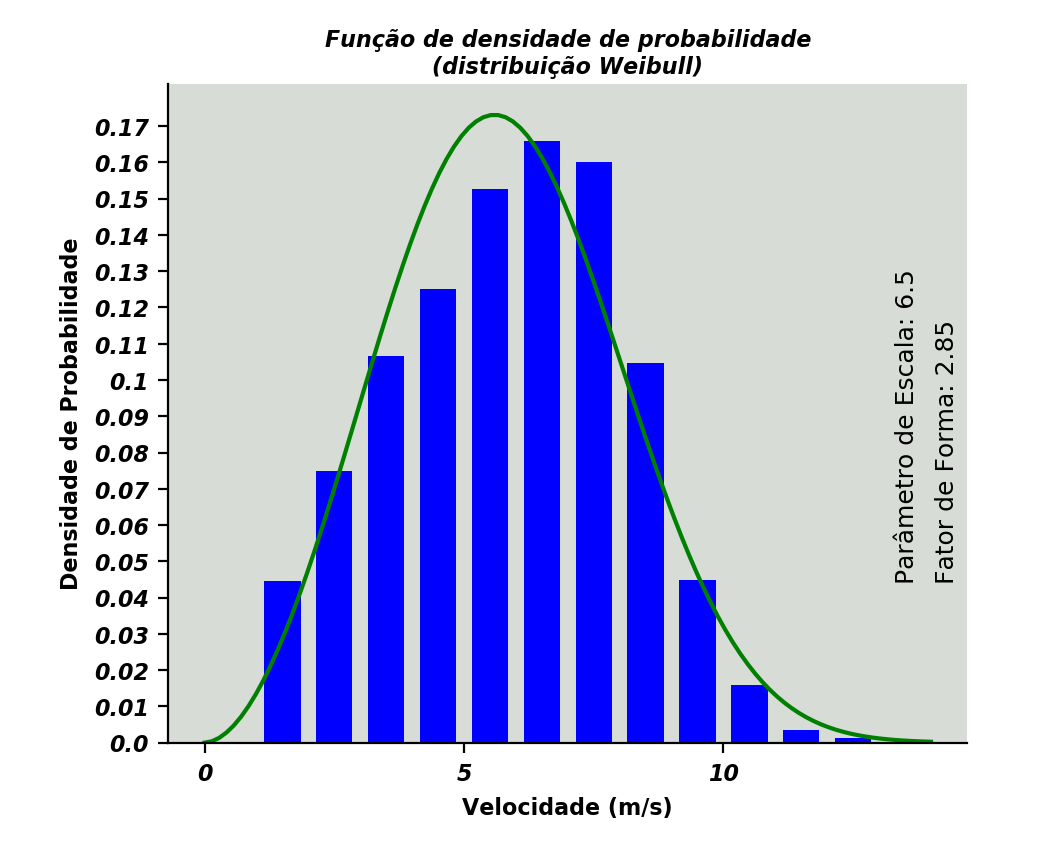 Função de densidade de probabilidade
(distribuição Weibull)
Densidade de Probabilidade
0.17
0.16
0.15
0.14
0.13
0.12
0.11
0.1
0.09
0.08
0.07
0.06
0.05
0.04
0.03
0.02
0.01
0.0
Parâmetro de Escala: 6.5
Fator de Forma: 2.85
0 5 10
Velocidade (m/s)